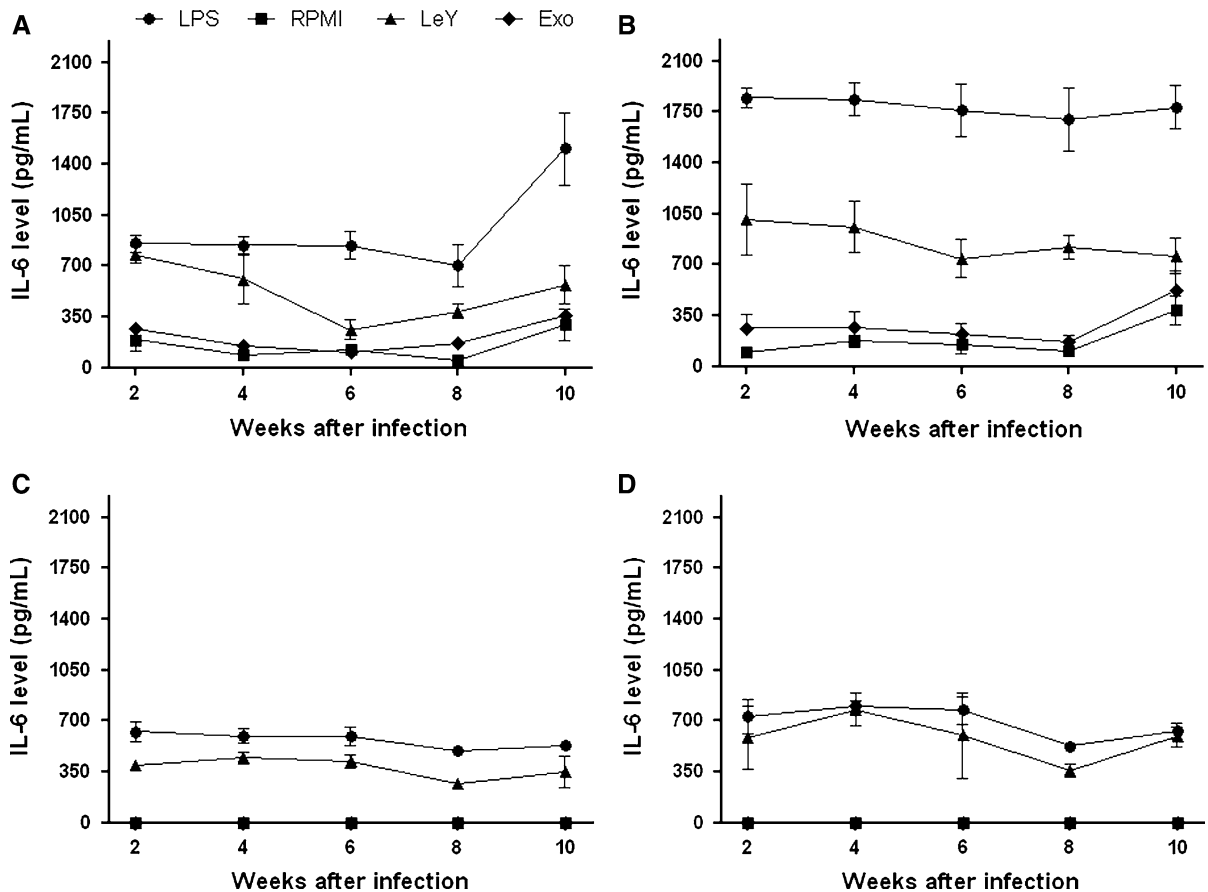 A
LPS RPMI LeY Exo
2100
1750
1400
1050
700
350
0
IL-6 level (pg/mL)
2 4 6 8 10
Weeks after infection
B
2100
1750
1400
1050
700
350
0
IL-6 level (pg/mL)
2 4 6 8 10
Weeks after infection
C
2100
1750
1400
1050
700
350
0
IL-6 level (pg/mL)
2 4 6 8 10
Weeks after infection
D
2100
1750
1400
1050
700
350
0
IL-6 level (pg/mL)
2 4 6 8 10
Weeks after infection